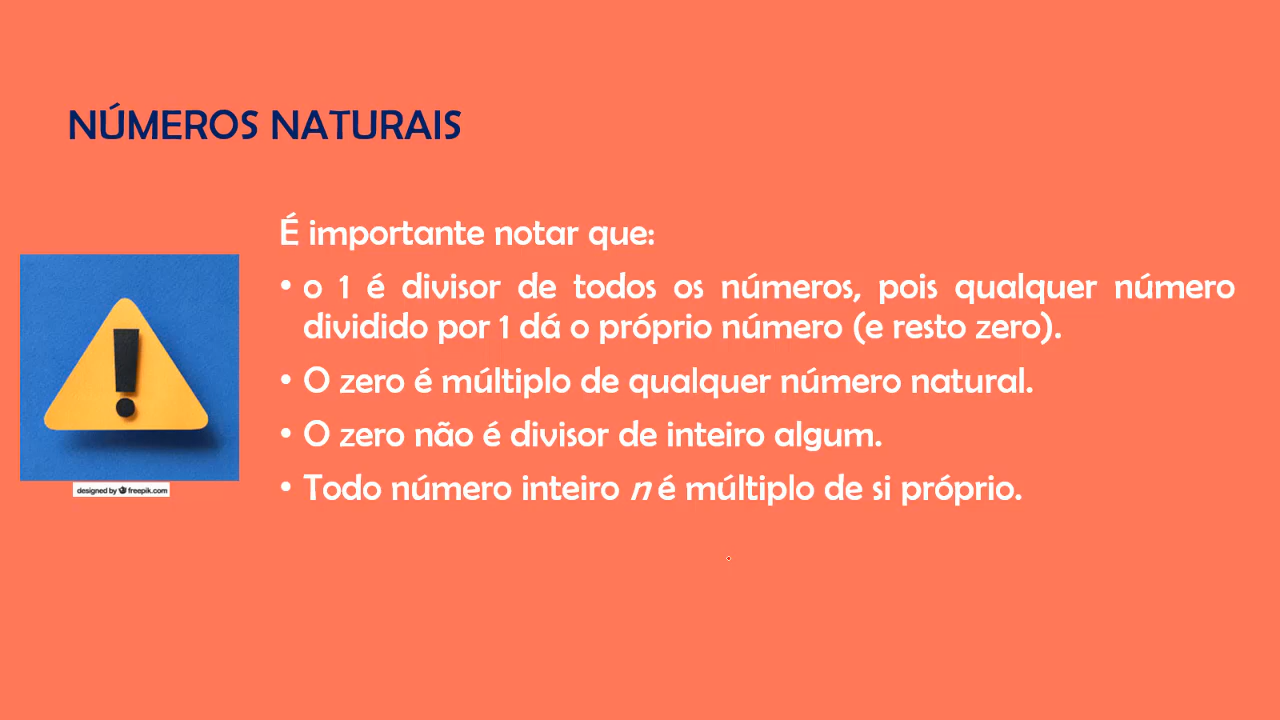 NÚMEROS NATURAIS
É importante notar que:
• o 1 é divisor de todos os números, pois qualquer número
dividido por 1 dá o próprio número (e resto zero).
• O zero é múltiplo de qualquer número natural.
• O zero não é divisor de inteiro algum.
• Todo número inteiro n é múltiplo de si próprio.
designed by freepik.com